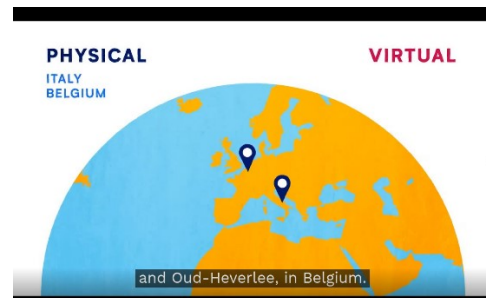 PHYSICAL
VIRTUAL
ITALY
BELGIUM
and Oud-Heverlee, in Belgium.